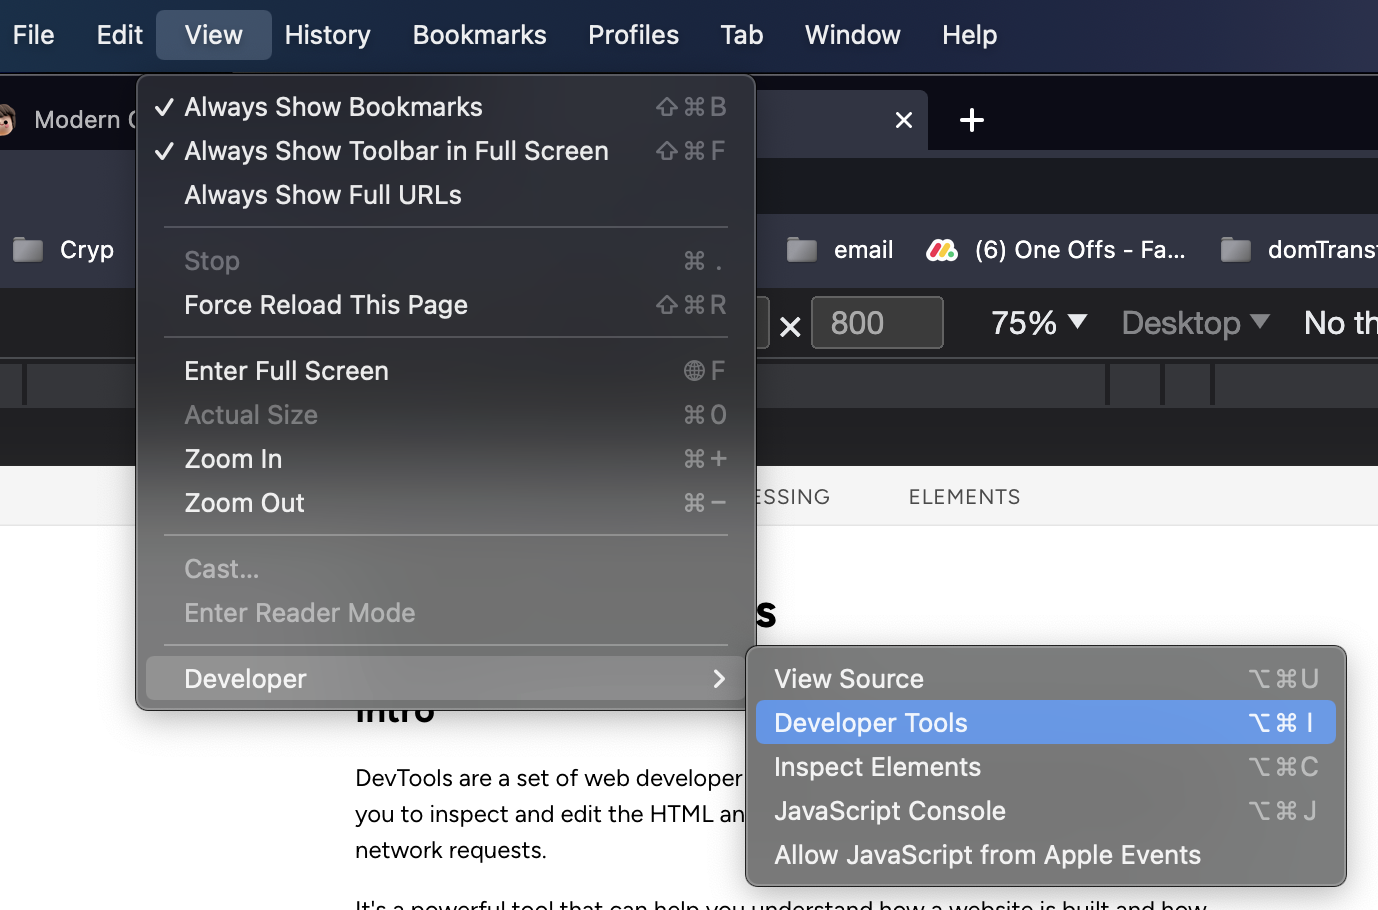 File Edit View History Bookmarks Profiles Tab Window Help
Modern
✓ Always Show Bookmarks ⇧⌘B
✓ Always Show Toolbar in Full Screen ⇧⌘F
Always Show Full URLs
Stop ⌘.
Force Reload This Page ⇧⌘R
Enter Full Screen 🌐F
Actual Size ⌘0
Zoom In ⌘+
Zoom Out ⌘−
Cast...
Enter Reader Mode
Developer >
View Source ⌥⌘U
Developer Tools ⌥⌘I
Inspect Elements ⌥⌘C
JavaScript Console ⌥⌘J
Allow JavaScript from Apple Events
Cryp email (6) One Offs - Fa... domTransf
× 800 75% ▼ Desktop ▼ No th
ESSING ELEMENTS
s
Intro
DevTools are a set of web developer
you to inspect and edit the HTML an
network requests.
It's a powerful tool that can help you understand how a website is built and how